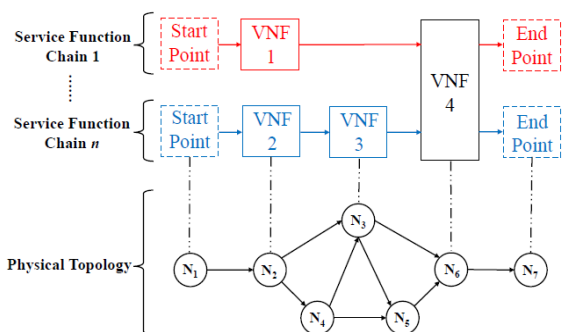 Service Function
Chain 1
Start
Point
VNF
1
End
Point
VNF
4
Service Function
Chain n
Start
Point
VNF
2
VNF
3
End
Point
Physical Topology
N3
N1
N2
N6
N7
N4
N5